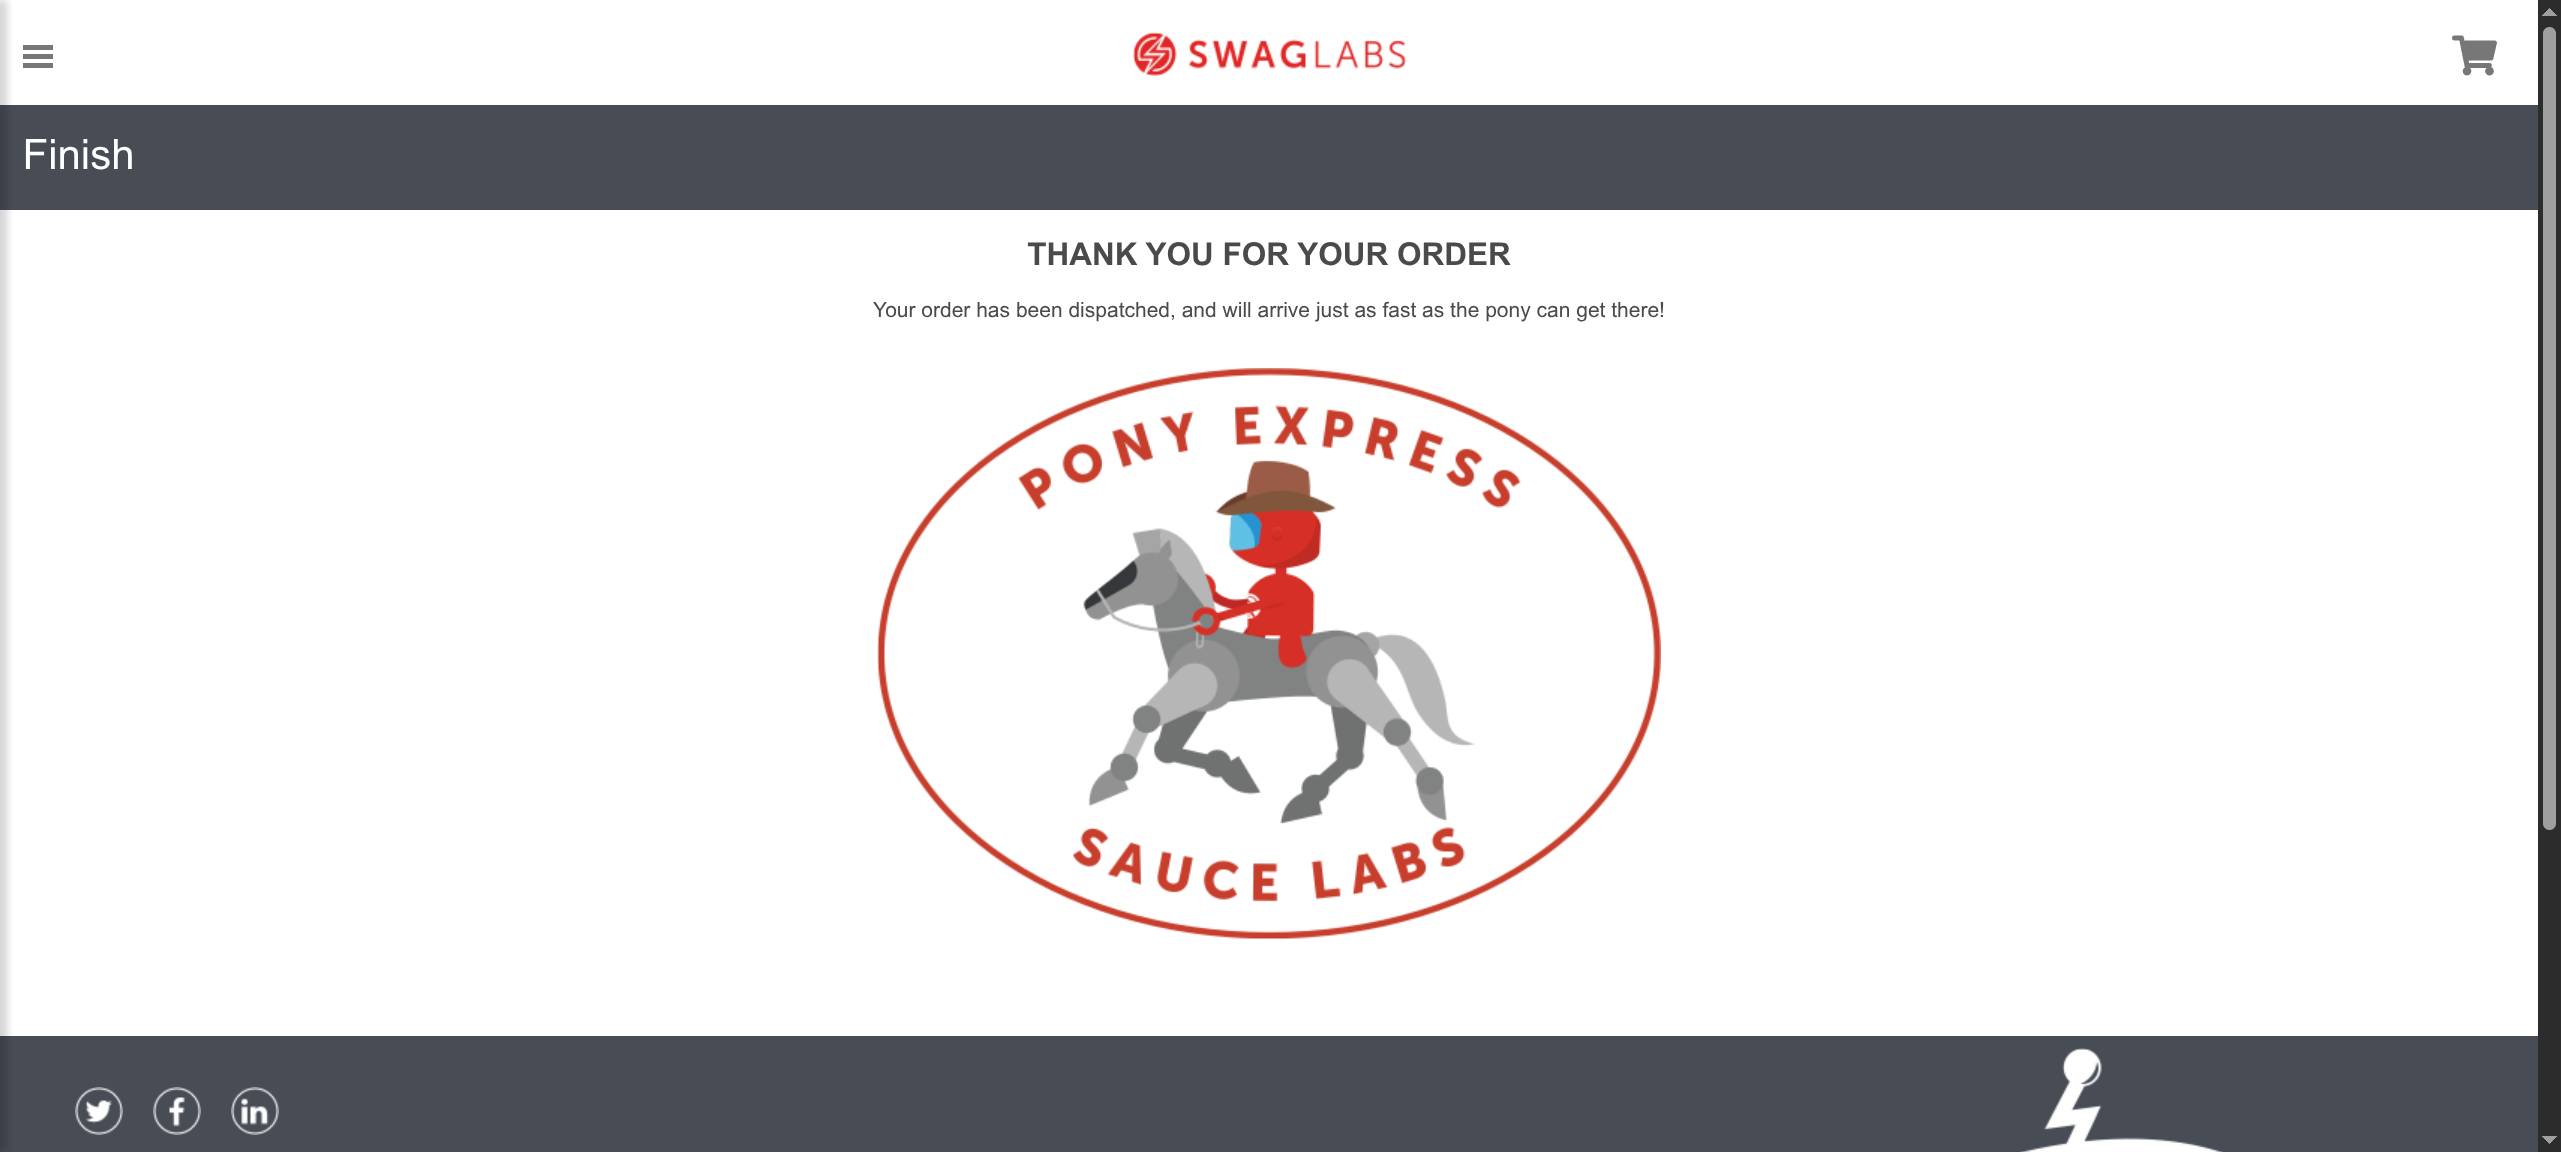 SWAGLABS
Finish
THANK YOU FOR YOUR ORDER
Your order has been dispatched, and will arrive just as fast as the pony can get there!
PONY EXPRESS
SAUCE LABS
in